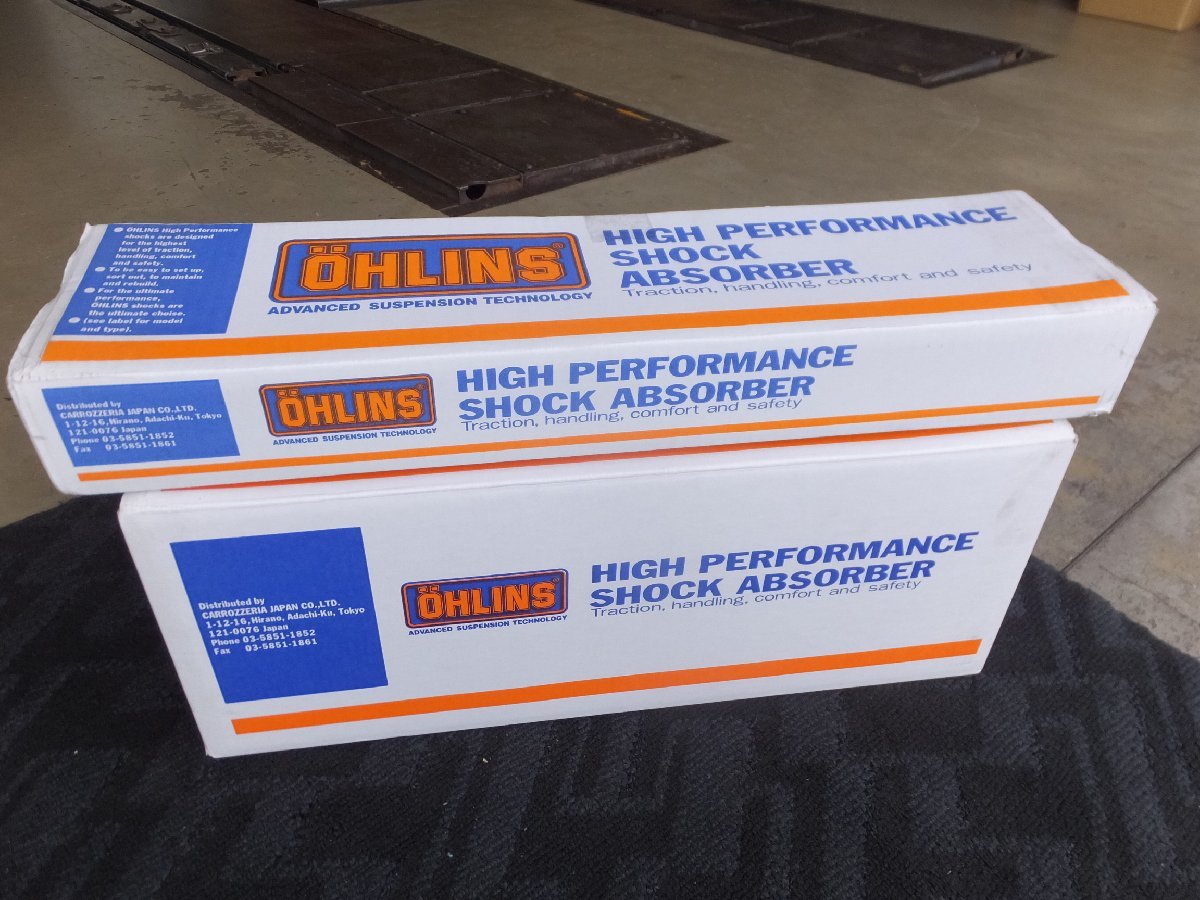 ● ÖHLINS High Performance
shocks are designed
for the highest
level of traction,
handling, comfort
and safety.
● To be easy to set up,
sort out, to maintain
and rebuild.
● For the ultimate
performance,
ÖHLINS shocks are
the ultimate choise.
● (see label for model
and type).
ÖHLINS®
ADVANCED SUSPENSION TECHNOLOGY
HIGH PERFORMANCE
SHOCK
ABSORBER
Traction, handling, comfort and safety
Distributed by
CARROZZERIA JAPAN CO.,LTD.
1-12-16,Hirano, Adachi-Ku, Tokyo
121-0076 Japan
Phone 03-5851-1852
Fax 03-5851-1861
ÖHLINS
ADVANCED SUSPENSION TECHNOLOGY
HIGH PERFORMANCE
SHOCK ABSORBER
Traction, handling, comfort and safety
Distributed by
CARROZZERIA JAPAN CO.,LTD.
1-12-16,Hirano, Adachi-Ku, Tokyo
121-0076 Japan
Phone 03-5851-1852
Fax 03-5851-1861
ÖHLINS
ADVANCED SUSPENSION TECHNOLOGY
HIGH PERFORMANCE
SHOCK ABSORBER
Traction, handling, comfort and safety